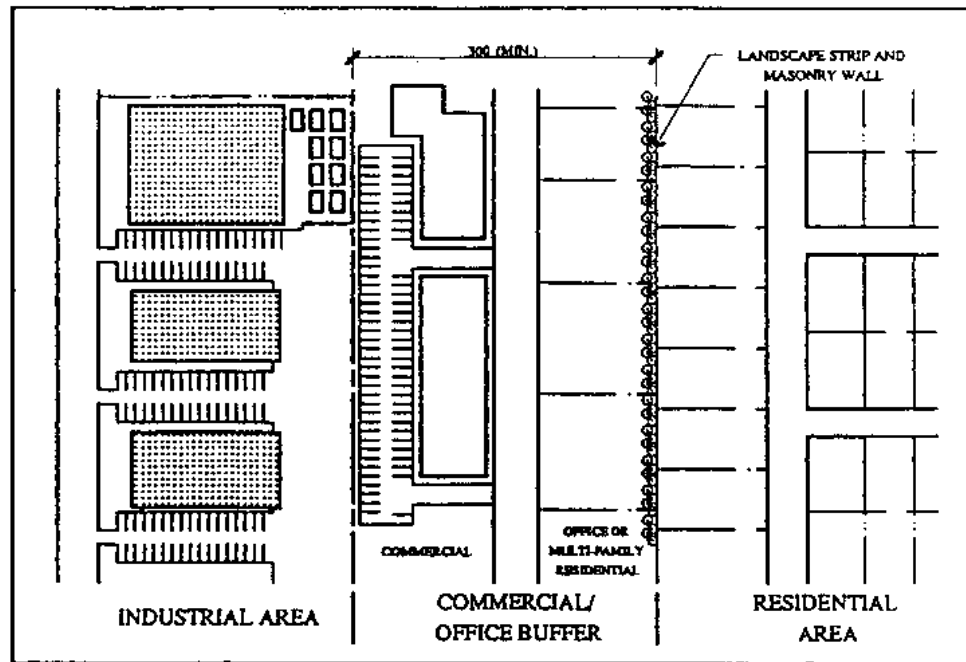 300 (MIN.)
LANDSCAPE STRIP AND
MASONRY WALL
COMMERCIAL
OFFICE OR
MULTI-FAMILY
RESIDENTIAL
INDUSTRIAL AREA
COMMERCIAL/
OFFICE BUFFER
RESIDENTIAL
AREA